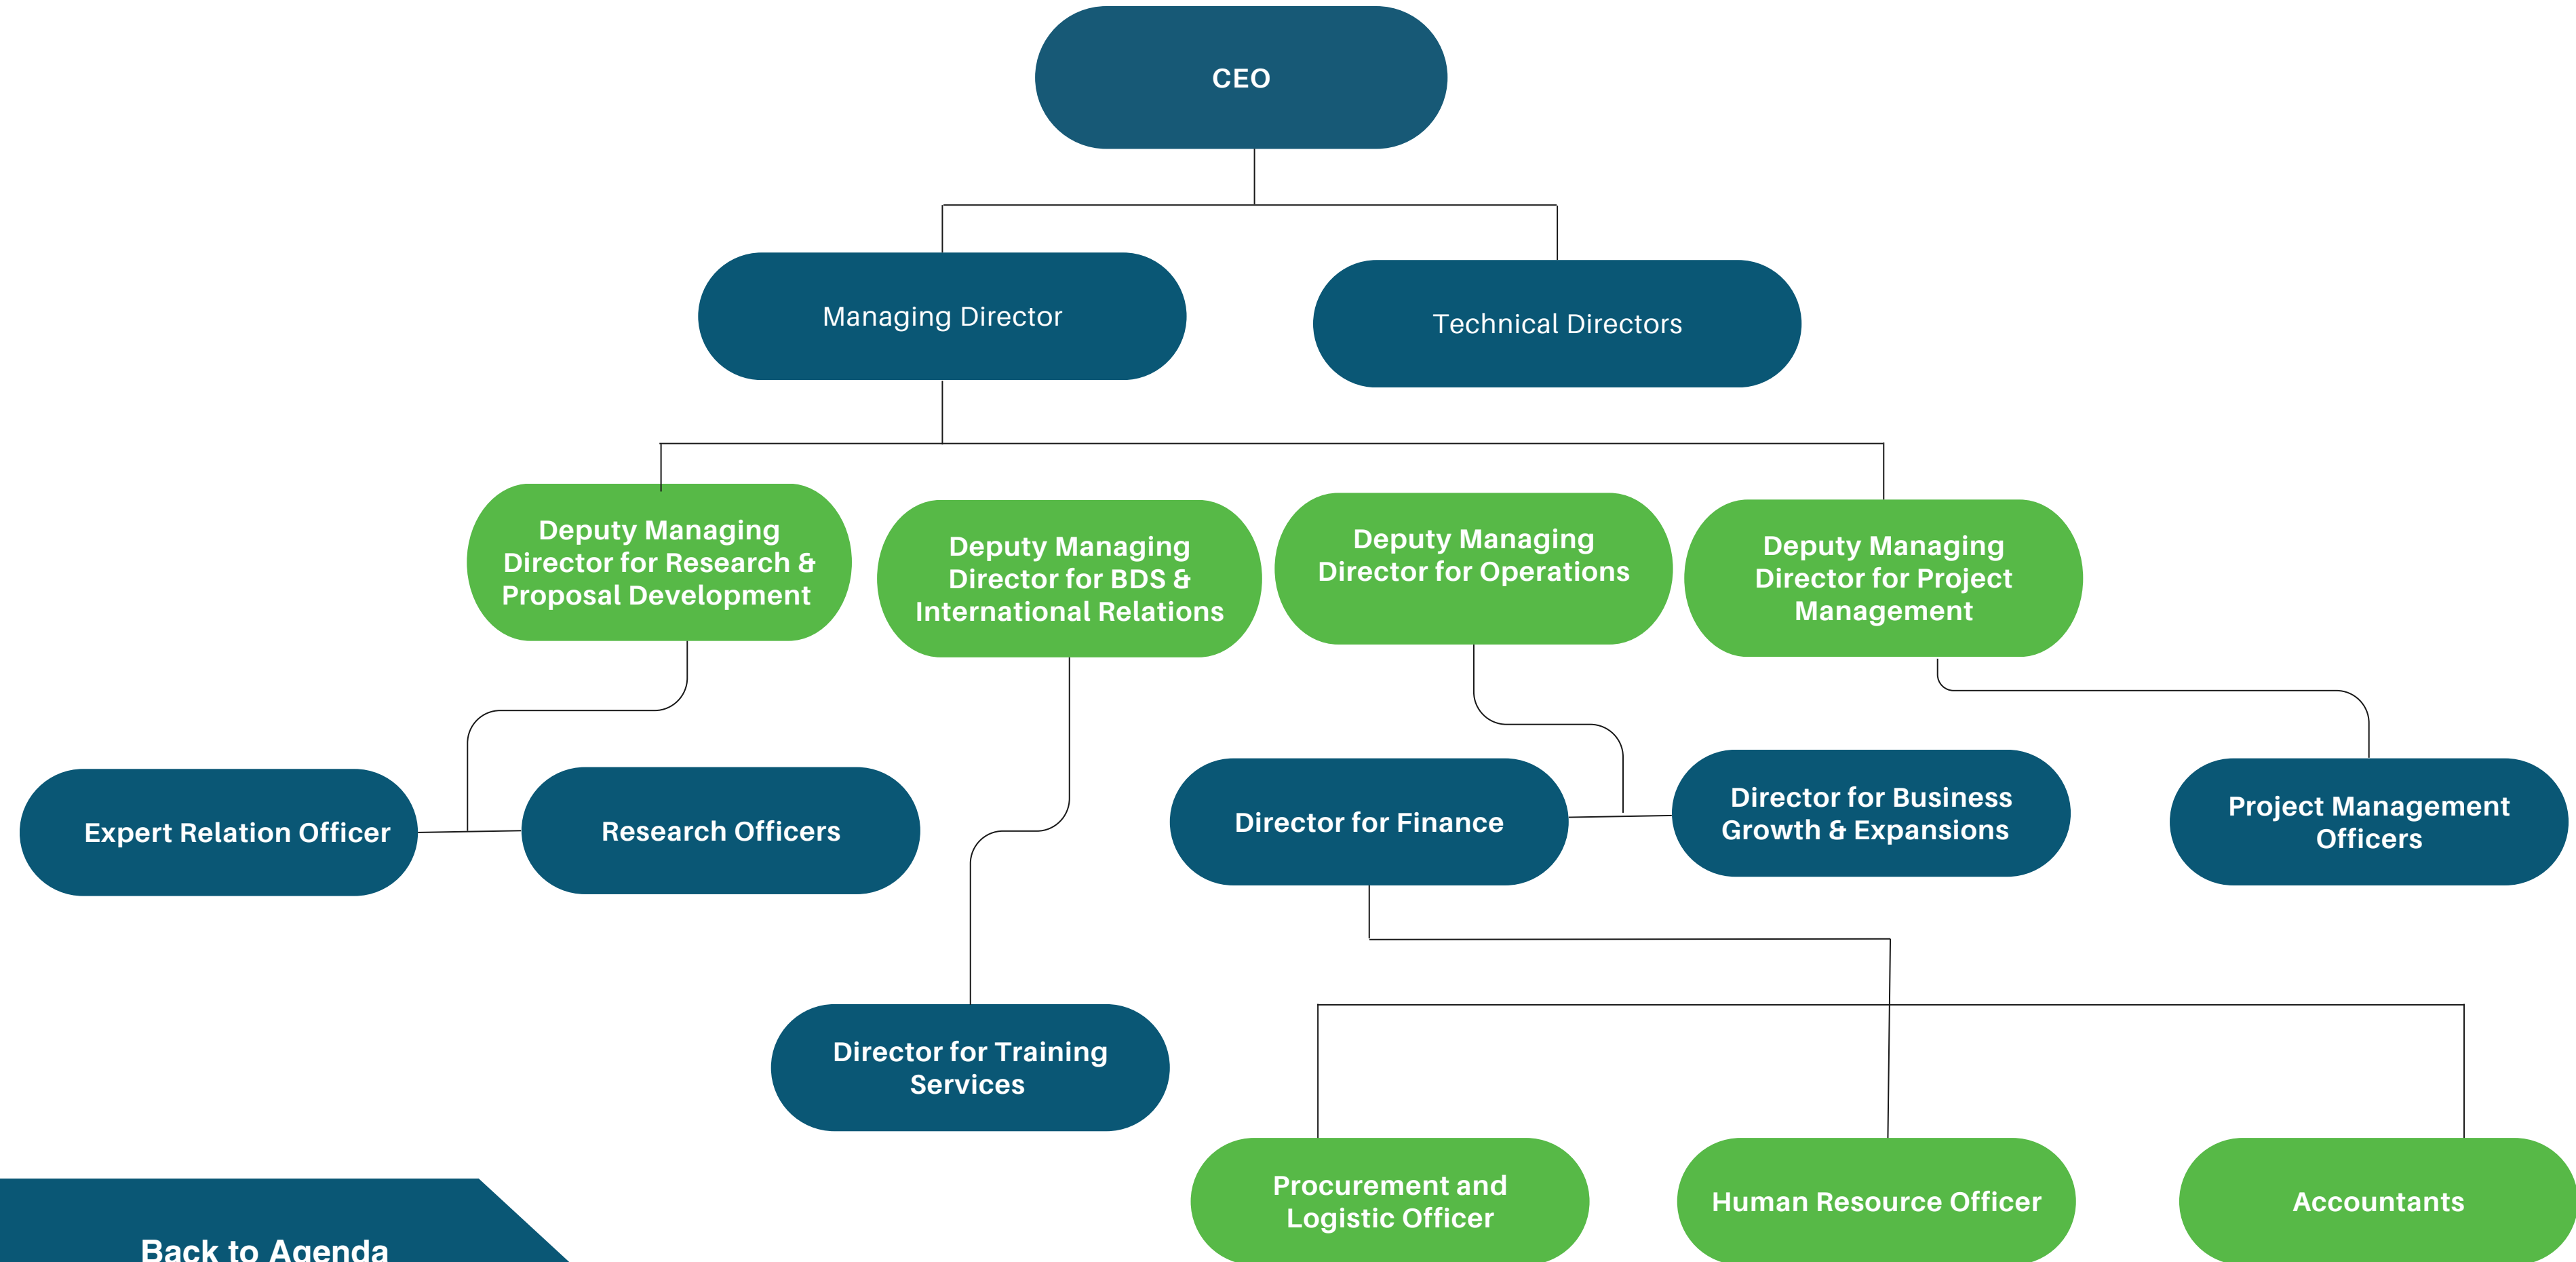 CEO
Managing Director
Technical Directors
Deputy Managing
Director for Research &
Proposal Development
Deputy Managing
Director for BDS &
International Relations
Deputy Managing
Director for Operations
Deputy Managing
Director for Project
Management
Expert Relation Officer
Research Officers
Director for Finance
Director for Business
Growth & Expansions
Project Management
Officers
Director for Training
Services
Procurement and
Logistic Officer
Human Resource Officer
Accountants
Back to Agenda